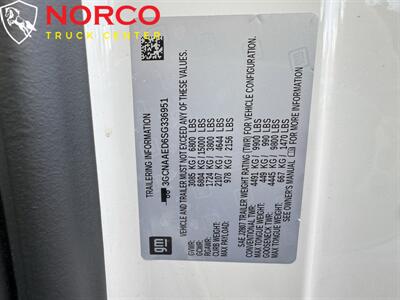 NORCO
TRUCK CENTER
TRAILERING INFORMATION
3GCNAAED6SG336951
VEHICLE AND TRAILER MUST NOT EXCEED ANY OF THESE VALUES.
GVWR: 3085 KG / 6800 LBS
GCWR: 6804 KG / 15000 LBS
RGAWR: 1724 KG / 3800 LBS
CURB WEIGHT: 2107 KG / 4644 LBS
MAX PAYLOAD: 978 KG / 2156 LBS
SAE J2807 TRAILER WEIGHT RATING (TWR) FOR VEHICLE CONFIGURATION.
CONVENTIONAL TWR: 4491 KG / 9900 LBS
MAX TONGUE WEIGHT: 449 KG / 990 LBS
GOOSENECK TWR: 4445 KG / 9800 LBS
MAX TONGUE WEIGHT: 667 KG / 1470 LBS
SEE OWNER'S MANUAL FOR ADDITIONAL INFORMATION.
gm